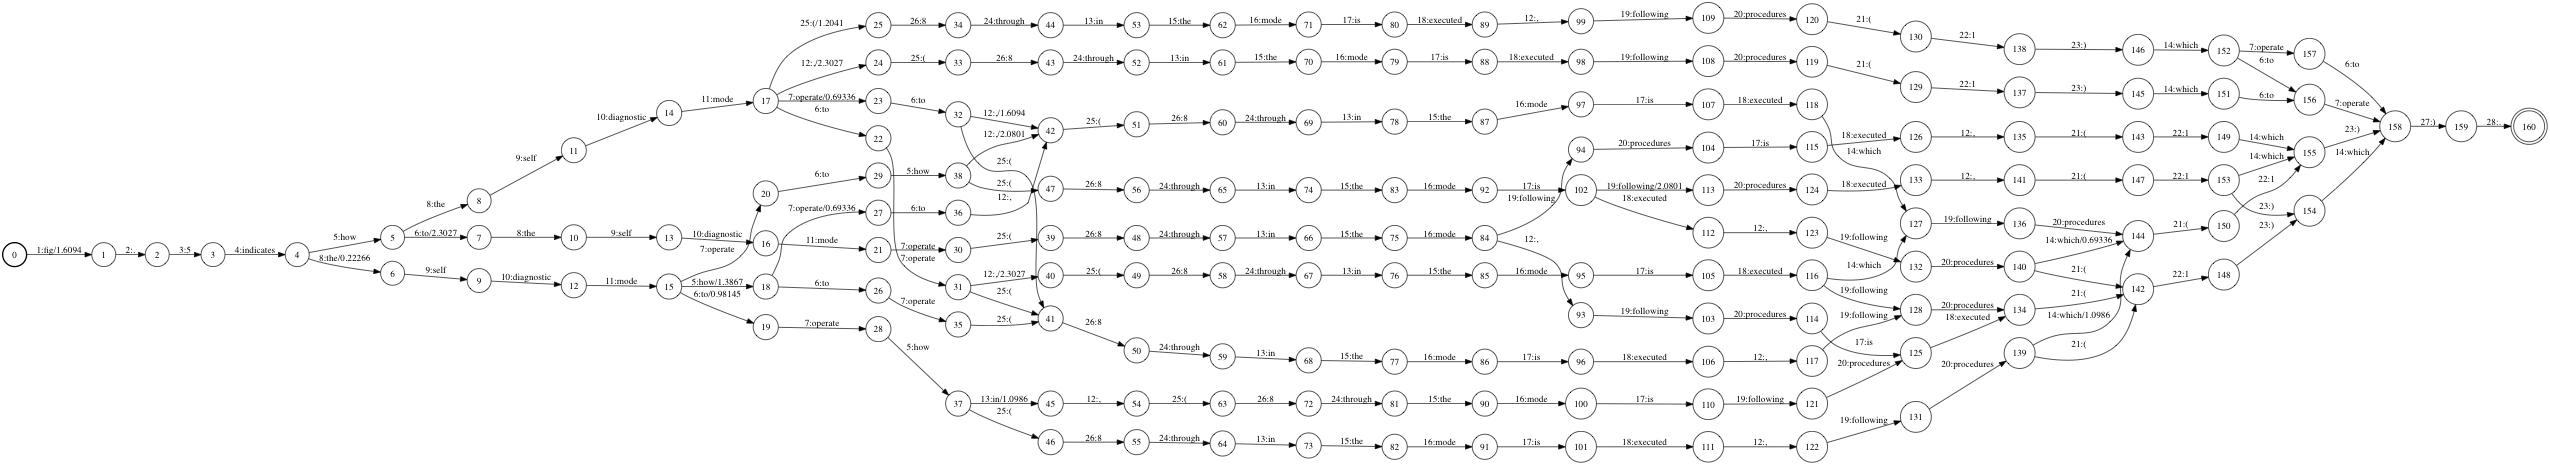 0 1:fig/1.6094 1 2:. 2 3:5 3 4:indicates 4
5:how 5 8:the 8 9:self 11 10:diagnostic 14 11:mode 17
6:to/2.3027 7 8:the 10 9:self 13 10:diagnostic 16 11:mode 21 7:operate 30 25:( 39 26:8 48 24:through 57 13:in 66 15:the 75 16:mode 84
8:the/0.22266 6 9:self 9 10:diagnostic 12 11:mode 15
25:(/1.2041 25 26:8 34 24:through 44 13:in 53 15:the 62 16:mode 71 17:is 80 18:executed 89 12:, 99 19:following 109 20:procedures 120 21:( 130 22:1 138 23:) 146 14:which 152 7:operate 157 6:to
6:to
12:,/2.3027 24 25:( 33 26:8 43 24:through 52 13:in 61 15:the 70 16:mode 79 17:is 88 18:executed 98 19:following 108 20:procedures 119 21:( 129 22:1 137 23:) 145 14:which 151 6:to 156 7:operate 158 27:) 159 28:. 160
7:operate/0.69336 23 6:to 32 12:,/1.6094 42 25:( 51 26:8 60 24:through 69 13:in 78 15:the 87 16:mode 97 17:is 107 18:executed 118 14:which
25:(
6:to 22 7:operate 31 12:,/2.3027 40 25:( 49 26:8 58 24:through 67 13:in 76 15:the 85 16:mode 95 17:is 105 18:executed 116 14:which
19:following
25:(
7:operate 20 6:to 29 5:how 38 12:,/2.0801
25:( 47 26:8 56 24:through 65 13:in 74 15:the 83 16:mode 92 17:is 102 19:following/2.0801 113 20:procedures 124 18:executed 133 12:, 141 21:( 147 22:1 153 14:which 155 23:)
23:) 154 14:which
18:executed 112 12:, 123 19:following 132 20:procedures 140 14:which/0.69336 144 21:( 150 22:1
21:(
5:how/1.3867 18 7:operate/0.69336 27 6:to 36 12:,
6:to 26 7:operate 35 25:( 41 26:8 50 24:through 59 13:in 68 15:the 77 16:mode 86 17:is 96 18:executed 106 12:, 117 19:following 128 20:procedures 134 21:( 142 22:1 148 23:)
19:following 94 20:procedures 104 17:is 115 18:executed 126 12:, 135 21:( 143 22:1 149 14:which
127 19:following 136 20:procedures
12:, 93 19:following 103 20:procedures 114 17:is 125 18:executed
6:to/0.98145 19 7:operate 28 5:how 37 13:in/1.0986 45 12:, 54 25:( 63 26:8 72 24:through 81 15:the 90 16:mode 100 17:is 110 19:following 121 20:procedures
25:( 46 26:8 55 24:through 64 13:in 73 15:the 82 16:mode 91 17:is 101 18:executed 111 12:, 122 19:following 131 20:procedures 139 14:which/1.0986
21:(